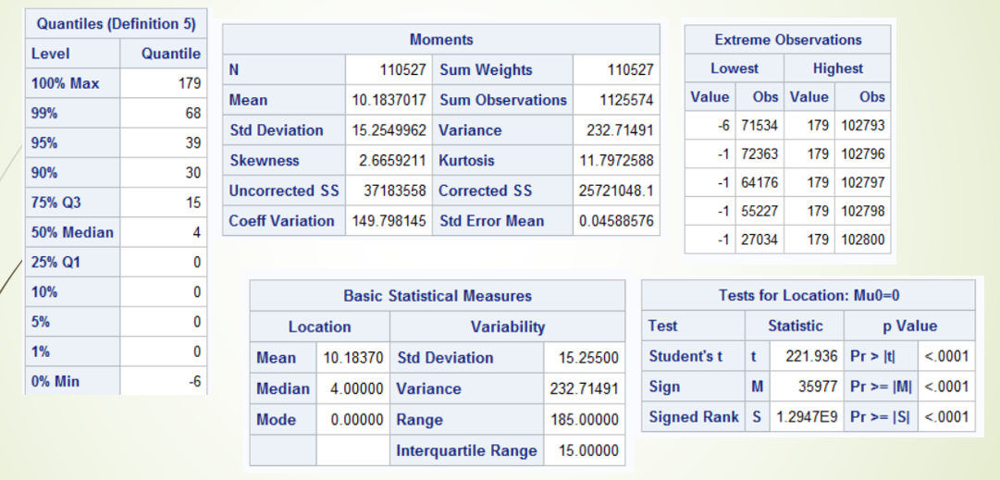 Quantiles (Definition 5)
Level Quantile
100% Max 179
99% 68
95% 39
90% 30
75% Q3 15
50% Median 4
25% Q1 0
10% 0
5% 0
1% 0
0% Min -6
Moments
N 110527 Sum Weights 110527
Mean 10.1837017 Sum Observations 1125574
Std Deviation 15.2549962 Variance 232.71491
Skewness 2.6659211 Kurtosis 11.7972588
Uncorrected SS 37183558 Corrected SS 25721048.1
Coeff Variation 149.798145 Std Error Mean 0.04588576
Extreme Observations
Lowest Highest
Value Obs Value Obs
-6 71534 179 102793
-1 72363 179 102796
-1 64176 179 102797
-1 55227 179 102798
-1 27034 179 102800
Basic Statistical Measures
Location Variability
Mean 10.18370 Std Deviation 15.25500
Median 4.00000 Variance 232.71491
Mode 0.00000 Range 185.00000
Interquartile Range 15.00000
Tests for Location: Mu0=0
Test Statistic p Value
Student's t t 221.936 Pr > |t| <.0001
Sign M 35977 Pr >= |M| <.0001
Signed Rank S 1.2947E9 Pr >= |S| <.0001